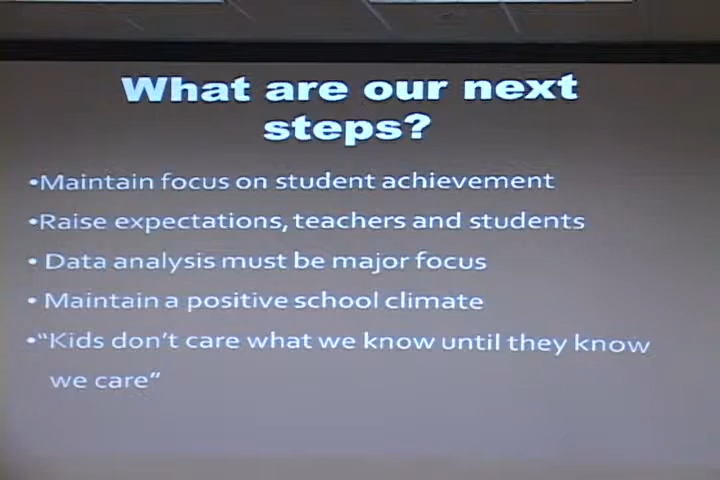 What are our next
steps?
•Maintain focus on student achievement
•Raise expectations, teachers and students
• Data analysis must be major focus
• Maintain a positive school climate
•“Kids don’t care what we know until they know
we care”